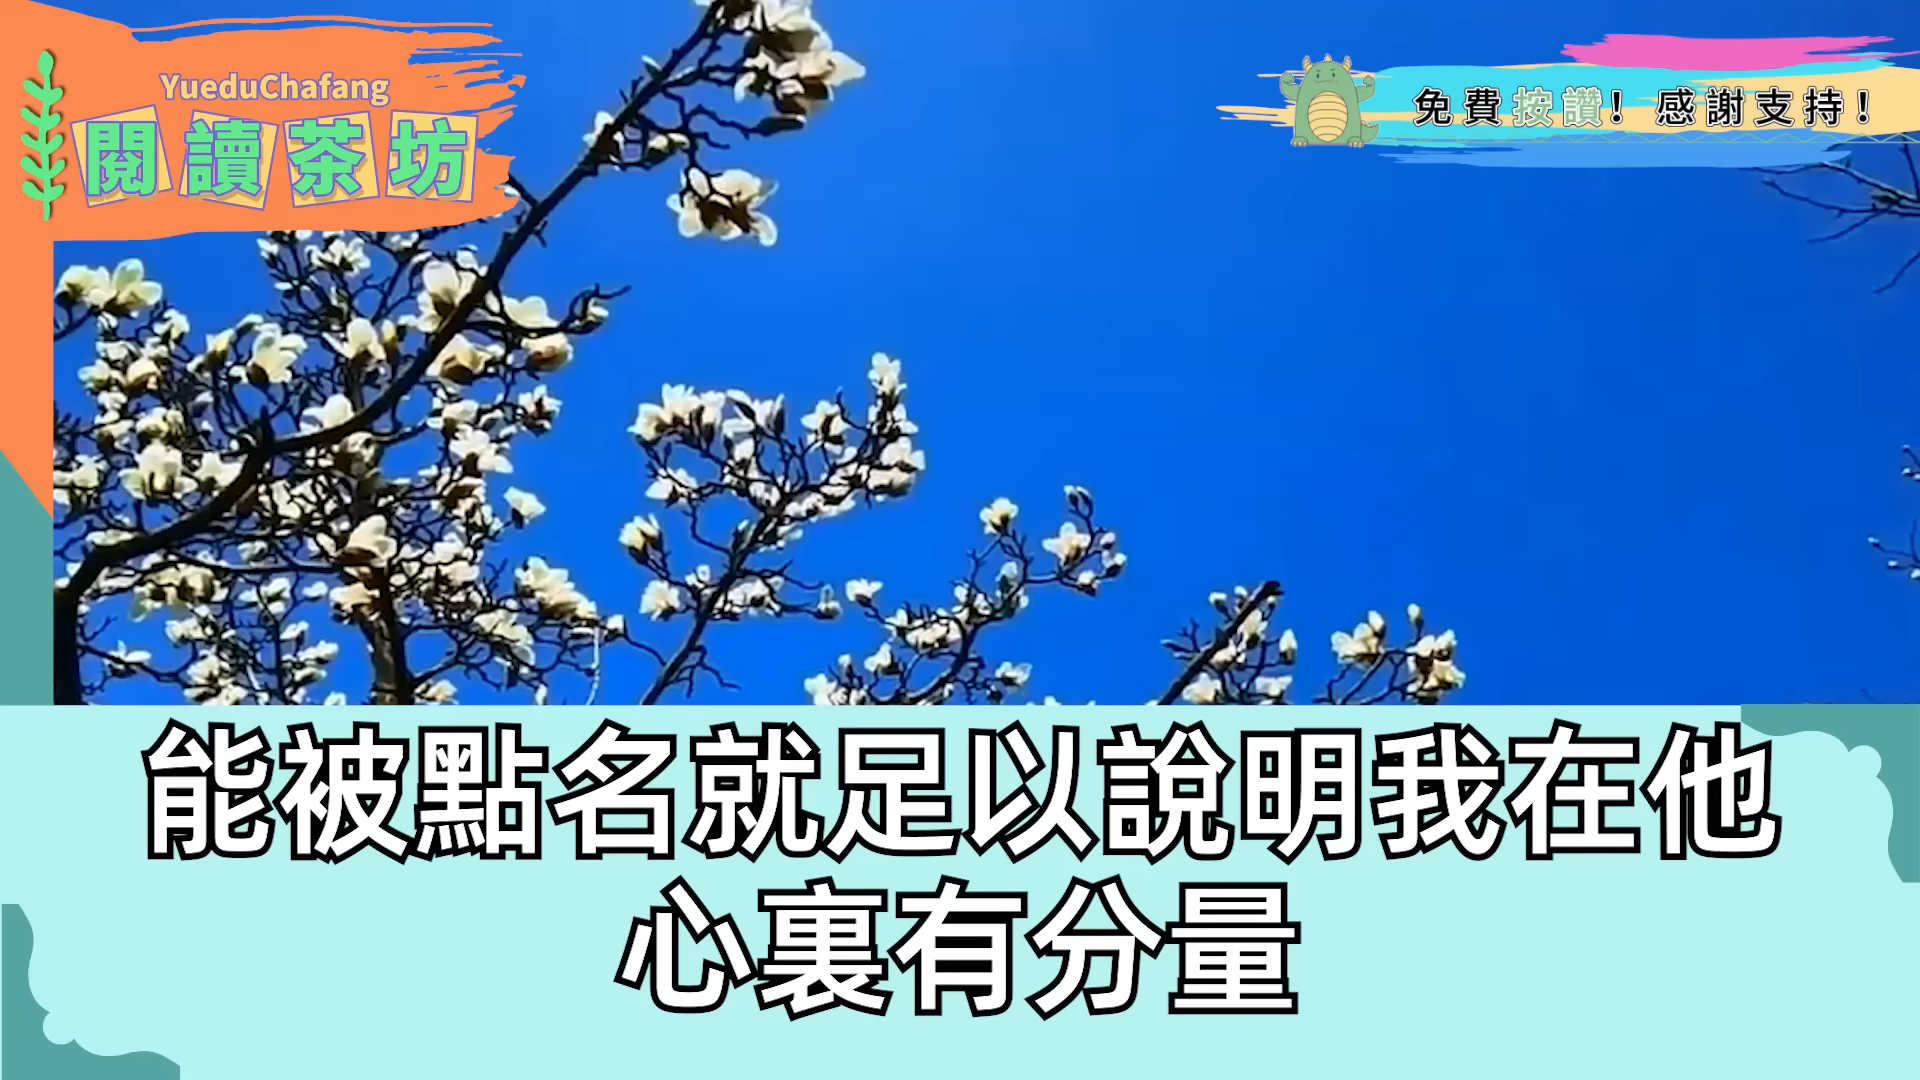 YueduChafang
閱讀茶坊
免費按讚！感謝支持！
能被點名就足以說明我在他
心裏有分量